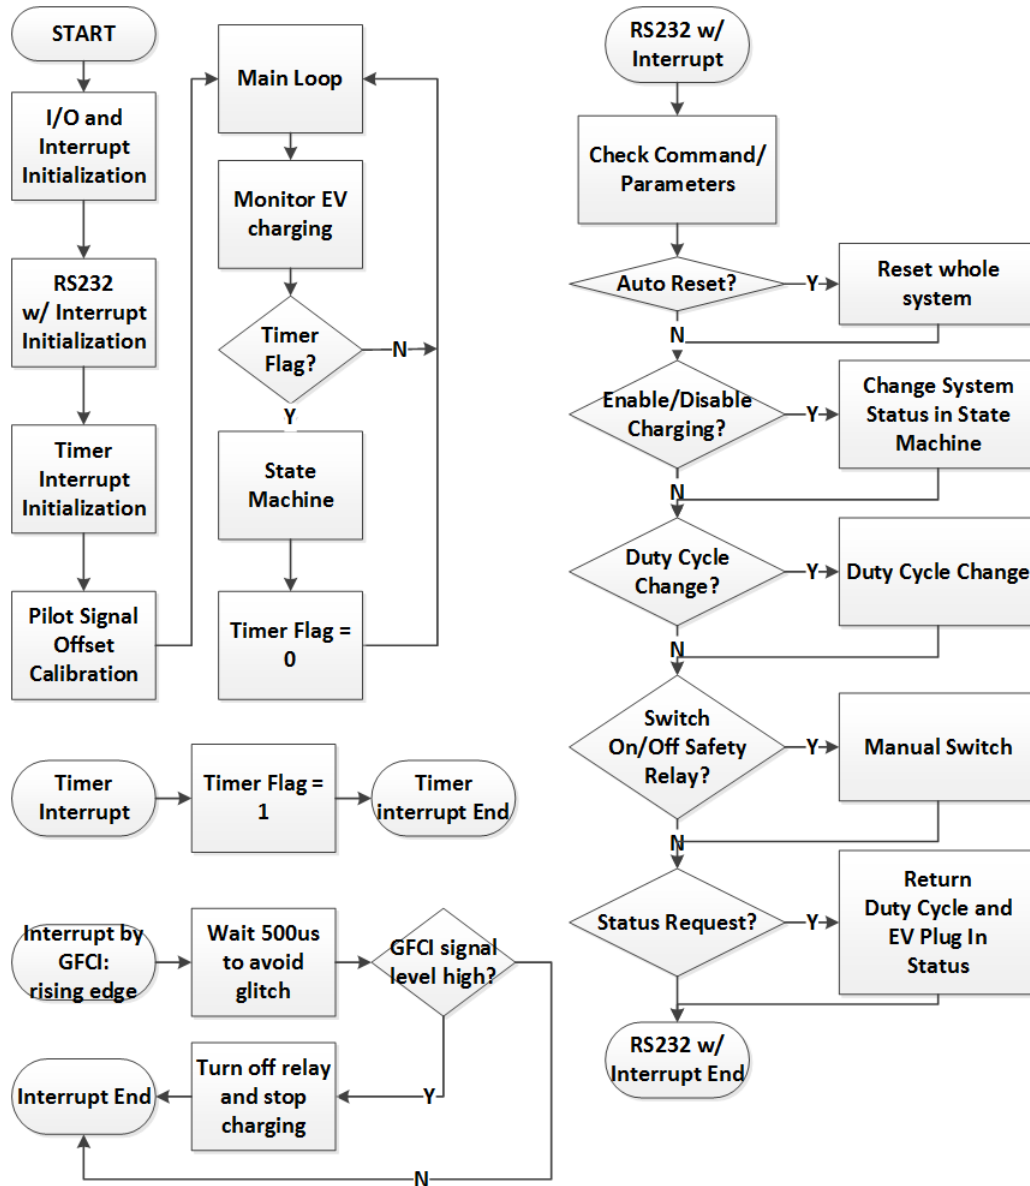 START
I/O and
Interrupt
Initialization
RS232
w/ Interrupt
Initialization
Timer
Interrupt
Initialization
Pilot Signal
Offset
Calibration
Main Loop
Monitor EV
charging
Timer
Flag?
N
Y
State
Machine
Timer Flag =
0
Timer
Interrupt
Timer Flag =
1
Timer
interrupt End
Interrupt by
GFCI:
rising edge
Wait 500us
to avoid
glitch
GFCI signal
level high?
Y
Turn off relay
and stop
charging
Interrupt End
N
RS232 w/
Interrupt
Check Command/
Parameters
Auto Reset?
Y
Reset whole
system
N
Enable/Disable
Charging?
Y
Change System
Status in State
Machine
N
Duty Cycle
Change?
Y
Duty Cycle Change
N
Switch
On/Off Safety
Relay?
Y
Manual Switch
N
Status Request?
Y
Return
Duty Cycle and
EV Plug In
Status
RS232 w/
Interrupt End